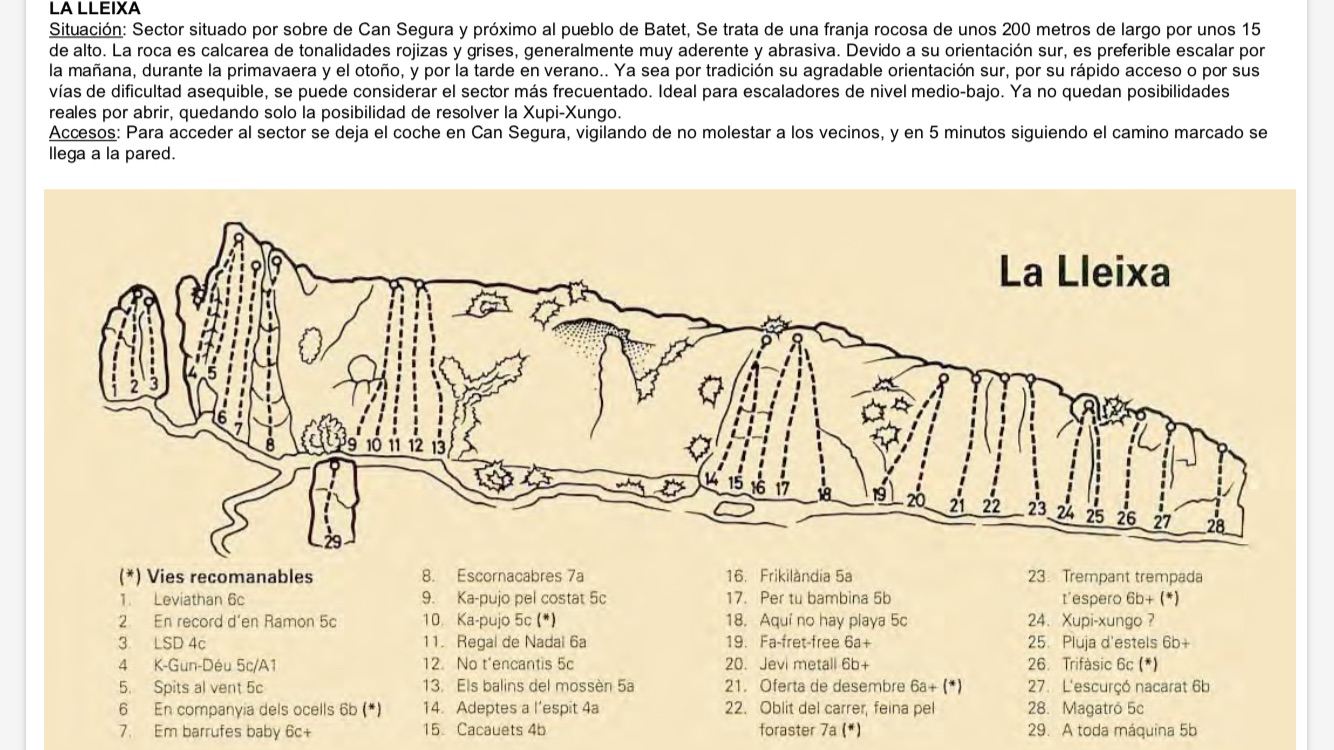 LA LLEIXA
Situación: Sector situado por sobre de Can Segura y próximo al pueblo de Batet, Se trata de una franja rocosa de unos 200 metros de largo por unos 15
de alto. La roca es calcarea de tonalidades rojizas y grises, generalmente muy aderente y abrasiva. Devido a su orientación sur, es preferible escalar por
la mañana, durante la primavaera y el otoño, y por la tarde en verano.. Ya sea por tradición su agradable orientación sur, por su rápido acceso o por sus
vías de dificultad asequible, se puede considerar el sector más frecuentado. Ideal para escaladores de nivel medio-bajo. Ya no quedan posibilidades
reales por abrir, quedando solo la posibilidad de resolver la Xupi-Xungo.
Accesos: Para acceder al sector se deja el coche en Can Segura, vigilando de no molestar a los vecinos, y en 5 minutos siguiendo el camino marcado se
llega a la pared.
La Lleixa
1 2 3 4 5 6 7 8 9 10 11 12 13 14 15 16 17 18 19 20 21 22 23 24 25 26 27 28
29
(*) Vies recomanables
1. Leviathan 6c
2 En record d'en Ramon 5c
3. LSD 4c
4 K-Gun-Déu 5c/A1
5. Spits al vent 5c
6 En companyia dels ocells 6b (*)
7. Em barrufes baby 6c+
8. Escornacabres 7a
9. Ka-pujo pel costat 5c
10. Ka-pujo 5c (*)
11. Regal de Nadal 6a
12. No t'encantis 5c
13. Els balins del mossèn 5a
14. Adeptes a l'espit 4a
15. Cacauets 4b
16. Frikilàndia 5a
17. Per tu bambina 5b
18. Aquí no hay playa 5c
19. Fa-fret-free 6a+
20. Jevi metall 6b+
21. Oferta de desembre 6a+ (*)
22. Oblit del carrer, feina pel
foraster 7a (*)
23. Trempant trempada
t'espero 6b+ (*)
24. Xupi-xungo ?
25. Pluja d'estels 6b+
26. Trifàsic 6c (*)
27. L'escurçó nacarat 6b
28. Magatró 5c
29. A toda máquina 5b